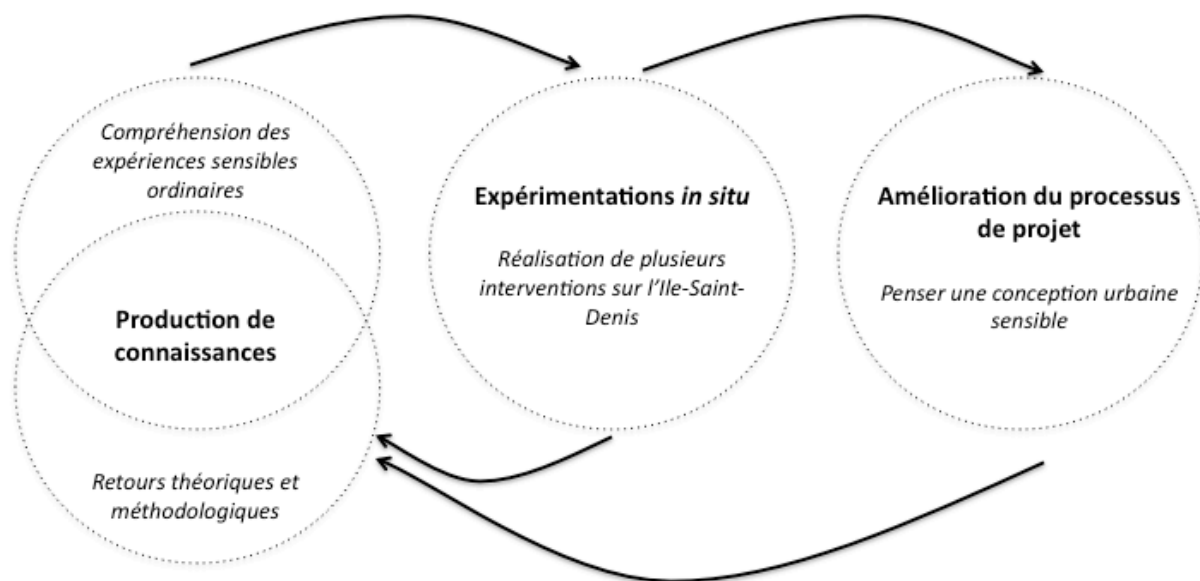 Compréhension des
expériences sensibles
ordinaires
Production de
connaissances
Retours théoriques et
méthodologiques
Expérimentations in situ
Réalisation de plusieurs
interventions sur l'Ile-Saint-
Denis
Amélioration du processus
de projet
Penser une conception urbaine
sensible